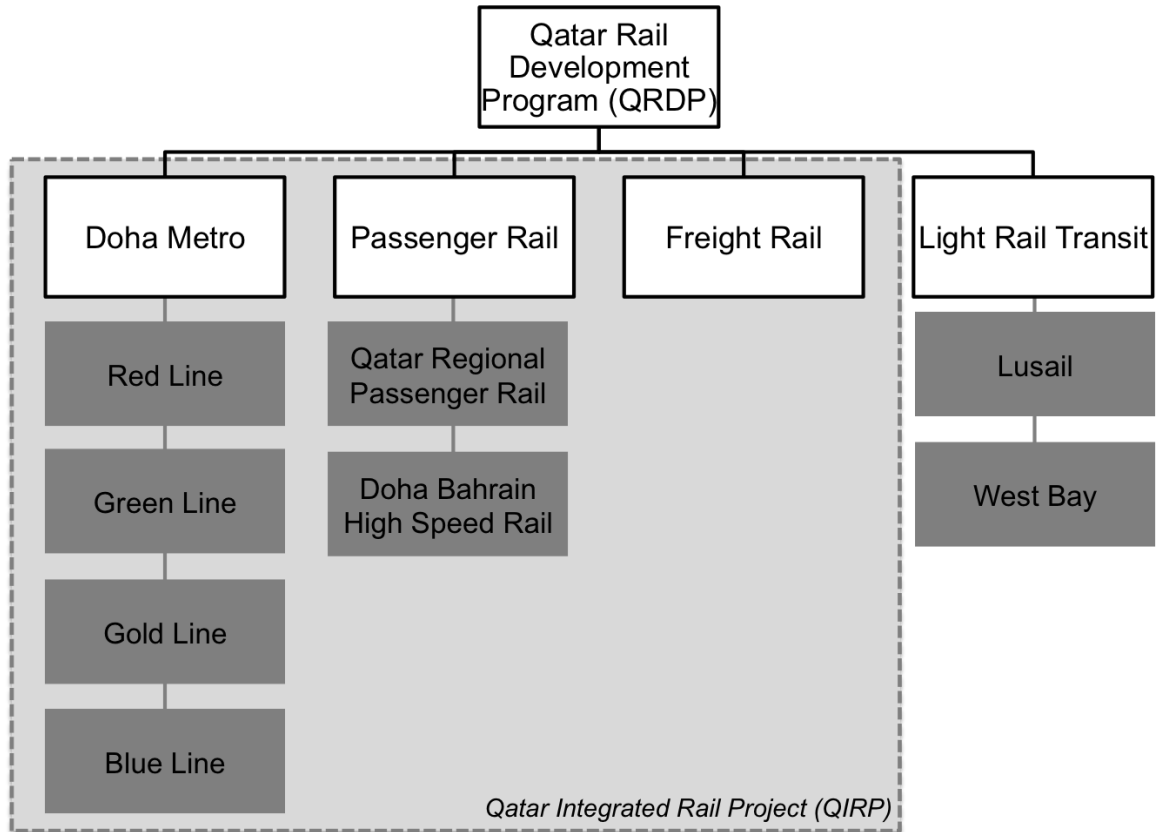 Qatar Rail
Development
Program (QRDP)
Doha Metro
Passenger Rail
Freight Rail
Light Rail Transit
Red Line
Green Line
Gold Line
Blue Line
Qatar Regional
Passenger Rail
Doha Bahrain
High Speed Rail
Lusail
West Bay
Qatar Integrated Rail Project (QIRP)